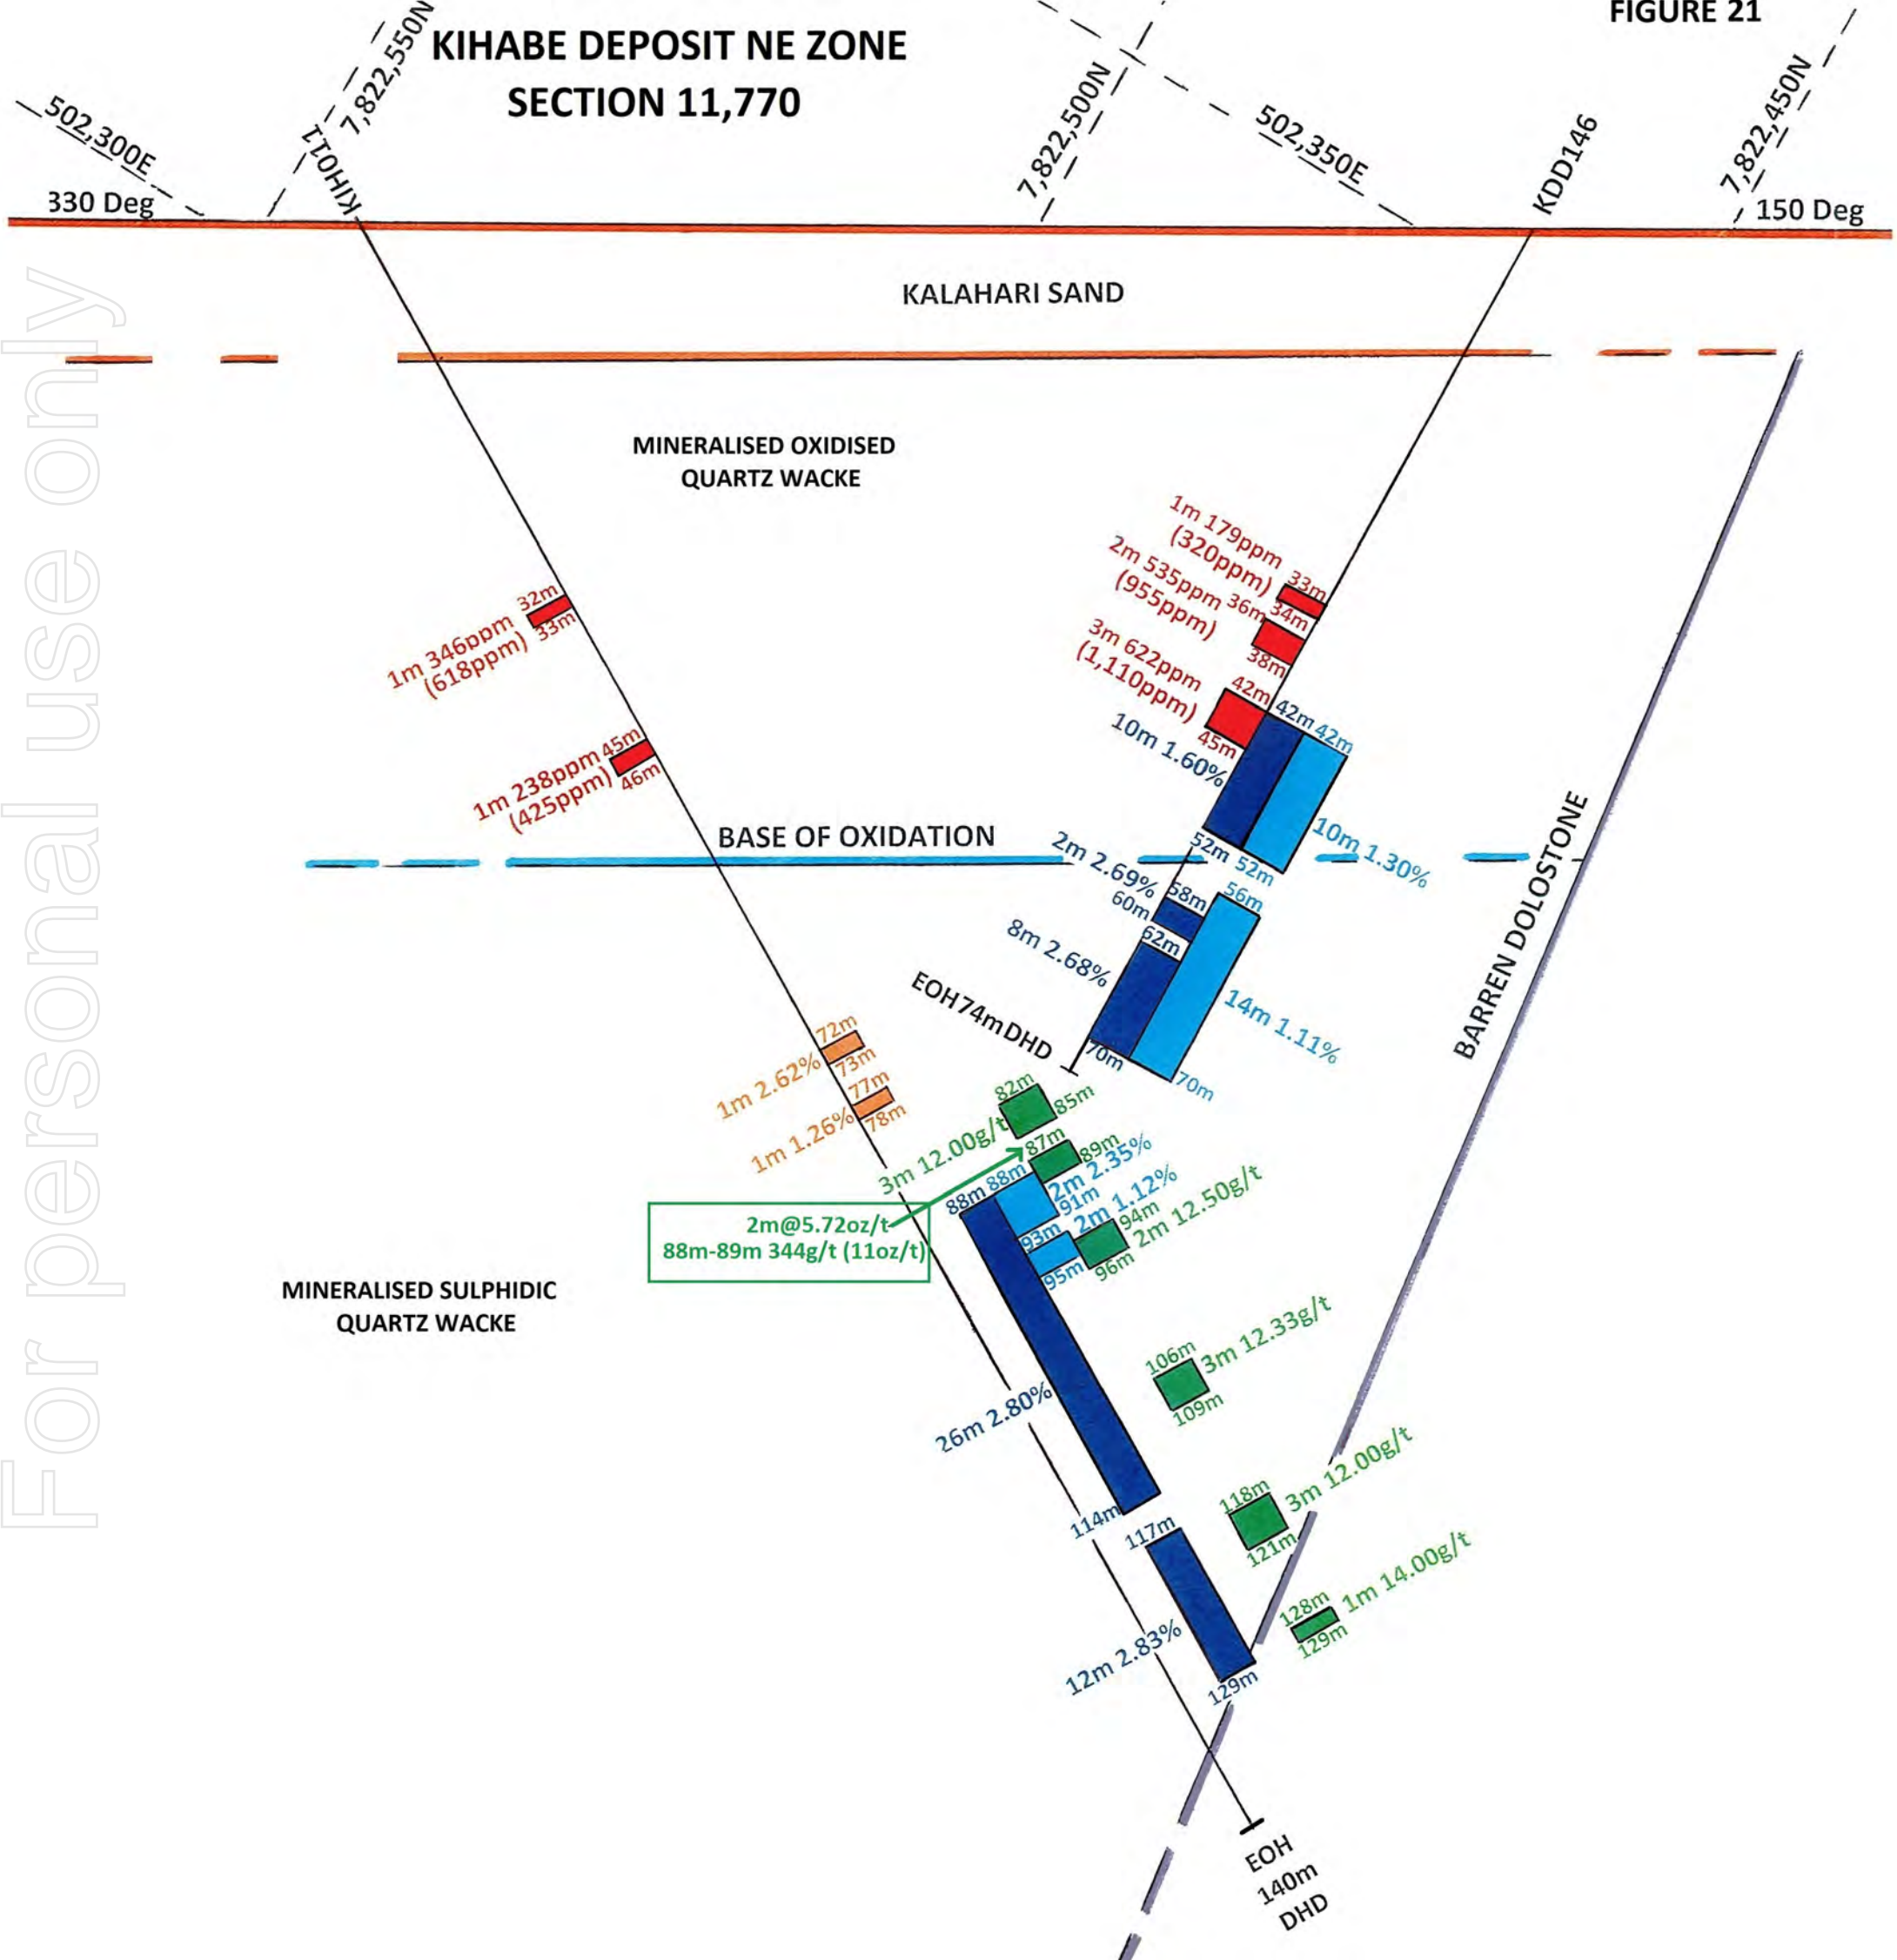 FIGURE 21
KIHABE DEPOSIT NE ZONE
SECTION 11,770
502,300E
7,822,550N
KIH011
7,822,500N
502,350E
KDD146
7,822,450N
330 Deg
150 Deg
KALAHARI SAND
MINERALISED OXIDISED
QUARTZ WACKE
32m
33m
1m 346ppm
(618ppm)
45m
46m
1m 238ppm
(425ppm)
1m 179ppm
(320ppm)
33m
34m
2m 535ppm
(955ppm)
36m
38m
3m 622ppm
(1,110ppm)
42m
45m
42m
42m
10m 1.60%
10m 1.30%
52m
52m
BASE OF OXIDATION
2m 2.69%
58m
60m
56m
62m
8m 2.68%
14m 1.11%
70m
70m
EOH74mDHD
BARREN DOLOSTONE
72m
73m
1m 2.62%
77m
78m
1m 1.26%
82m
85m
3m 12.00g/t
87m
89m
2m@5.72oz/t
88m-89m 344g/t (11oz/t)
88m
88m
2m 2.35%
91m
93m
2m 1.12%
95m
94m
96m
2m 12.50g/t
MINERALISED SULPHIDIC
QUARTZ WACKE
106m
109m
3m 12.33g/t
26m 2.80%
114m
117m
118m
121m
3m 12.00g/t
128m
129m
1m 14.00g/t
12m 2.83%
129m
EOH
140m
DHD
For personal use only